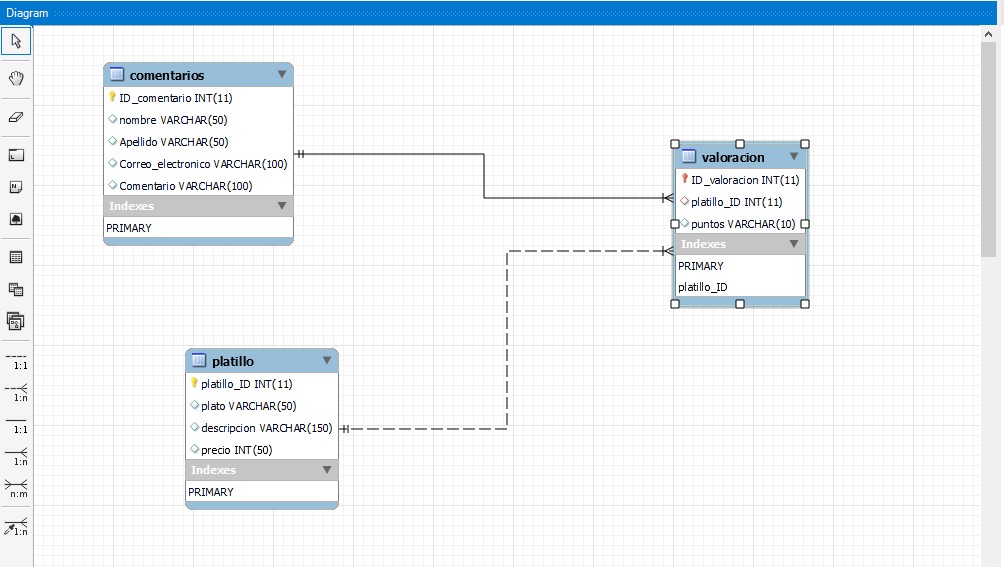 Diagram
comentarios
ID_comentario INT(11)
nombre VARCHAR(50)
Apellido VARCHAR(50)
Correo_electronico VARCHAR(100)
Comentario VARCHAR(100)
Indexes
PRIMARY
valoracion
ID_valoracion INT(11)
platillo_ID INT(11)
puntos VARCHAR(10)
Indexes
PRIMARY
platillo_ID
platillo
platillo_ID INT(11)
plato VARCHAR(50)
descripcion VARCHAR(150)
precio INT(50)
Indexes
PRIMARY
1:1
1:n
1:1
1:n
n:m
1:n